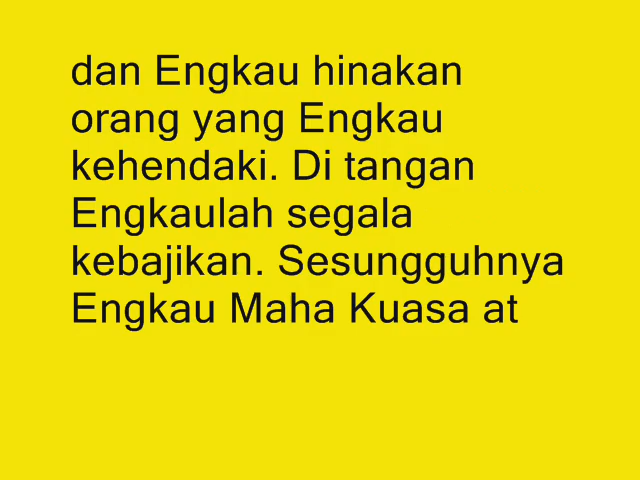 dan Engkau hinakan
orang yang Engkau
kehendaki. Di tangan
Engkaulah segala
kebajikan. Sesungguhnya
Engkau Maha Kuasa at